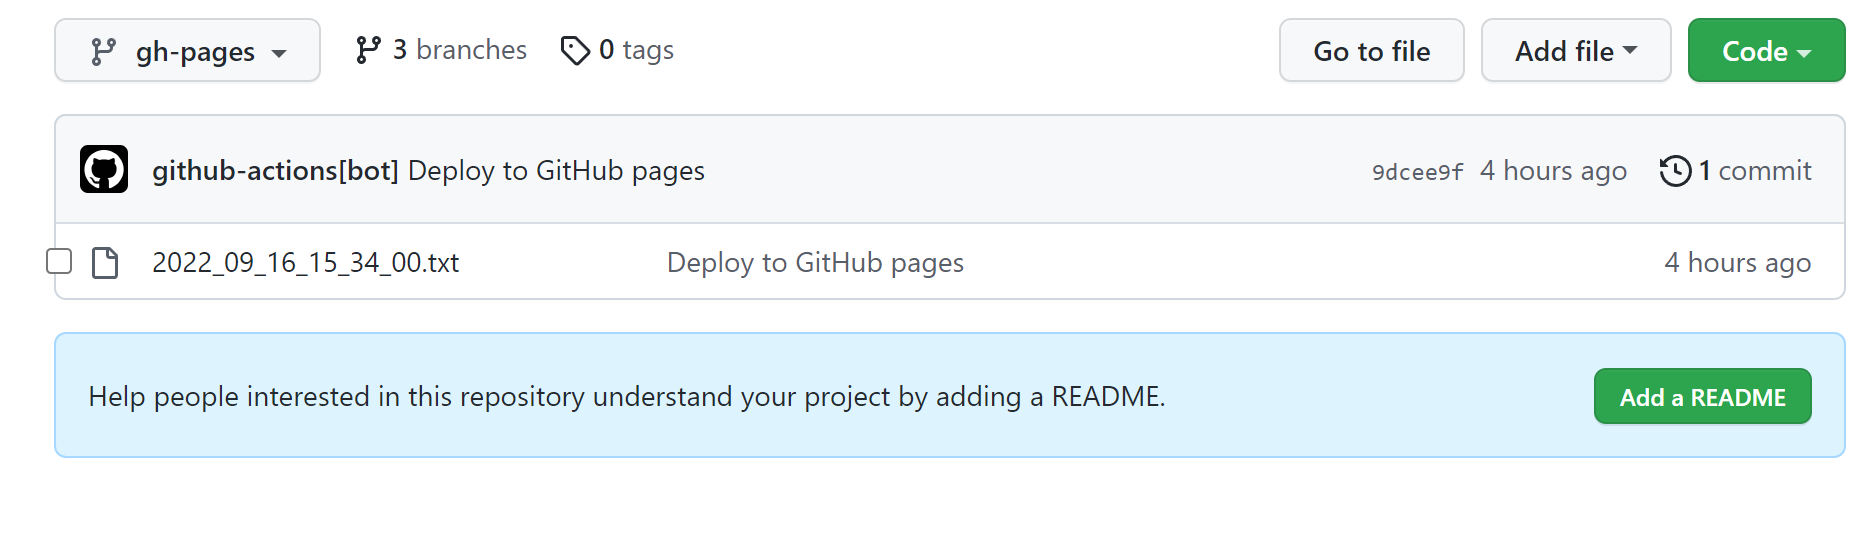 gh-pages 3 branches 0 tags Go to file Add file Code
github-actions[bot] Deploy to GitHub pages 9dcee9f 4 hours ago 1 commit
2022_09_16_15_34_00.txt Deploy to GitHub pages 4 hours ago
Help people interested in this repository understand your project by adding a README. Add a README